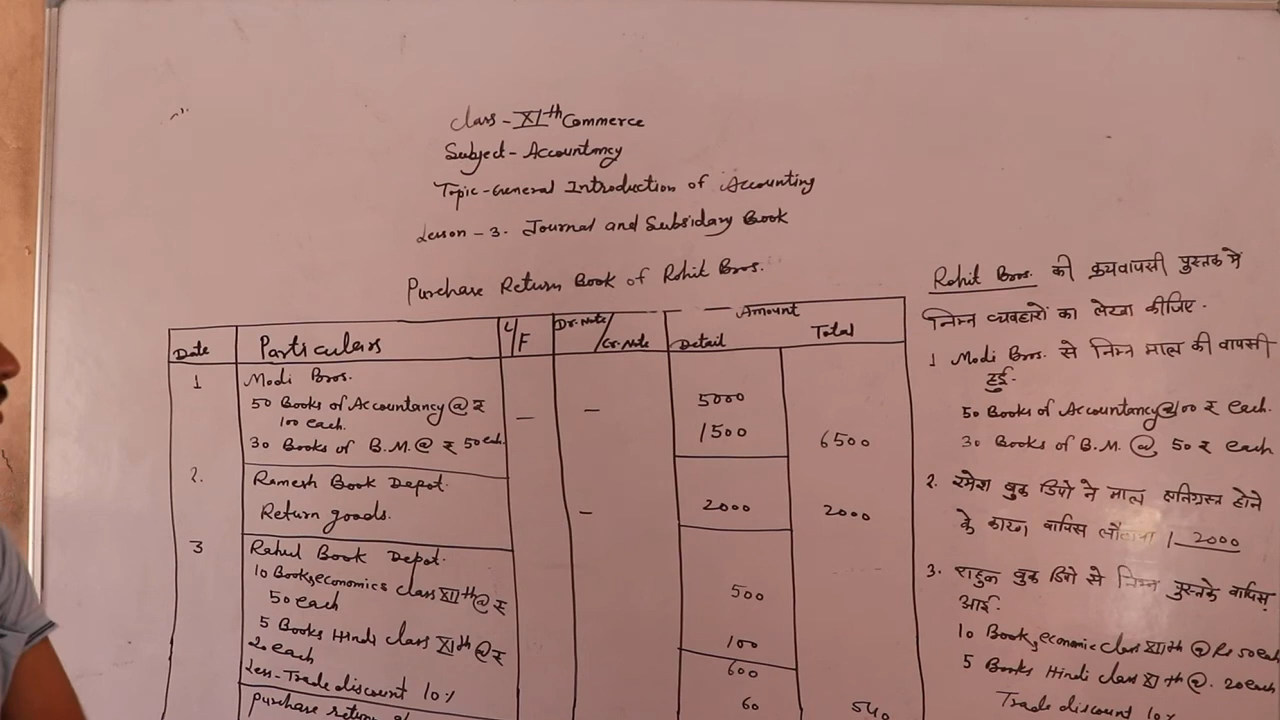 Class - XIth Commerce
Subject - Accountancy
Topic - General Introduction of Accounting
Lesson - 3. Journal and Subsidary Book
Purchase Return Book of Rohit Bros.
Date Particulars L/F Dr. Note/Cr. Note Amount
Detail Total
1 Modi Bros.
50 Books of Accountancy @ ₹ 100 each. — — 5000
30 Books of B.M. @ ₹ 50 each. 1500 6500
2. Ramesh Book Depot.
Return goods. — 2000 2000
3 Rahul Book Depot.
10 Books, economics class XIIth @ ₹
50 each 500
5 Books Hindi class XIth @ ₹
20 each 100
600
Less - Trade discount 10% 60 540
Purchase return
Rohit Bros. की क्रयवापसी पुस्तक मे
निम्न व्यवहारों का लेखा कीजिए.
1 Modi Bros. से निम्न माल की वापसी
हुई.
50 Books of Accountancy @ 100 ₹ each.
30 Books of B.M. @ 50 ₹ each
2. रमेश बुक डिपो ने माल क्षतिग्रस्त होने
के कारण वापिस 2000
3. राहुल बुक डिपो से निम्न पुस्तके वापिस
आई.
10 Book, economic class XIIth @ Rs 50 each
5 Books Hindi class XIth @. 20 each
Trade discount 10%